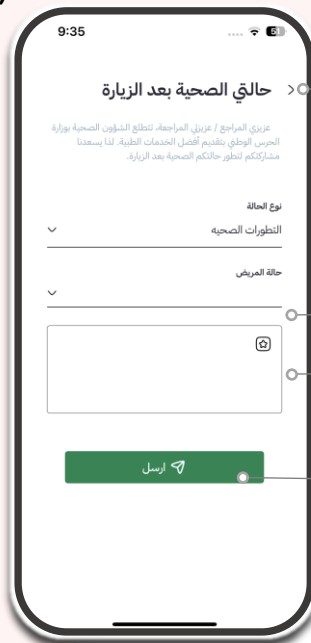 9:35
51
حالتي الصحية بعد الزيارة
عزيزي المراجع / عزيزتي المراجعة، تتطلع الشؤون الصحية بوزارة
الحرس الوطني بتقديم أفضل الخدمات الطبية. لذا يسعدنا
مشاركتكم لتطور حالتكم الصحية بعد الزيارة.
نوع الحالة
التطورات الصحيه
حالة المريض
ارسل